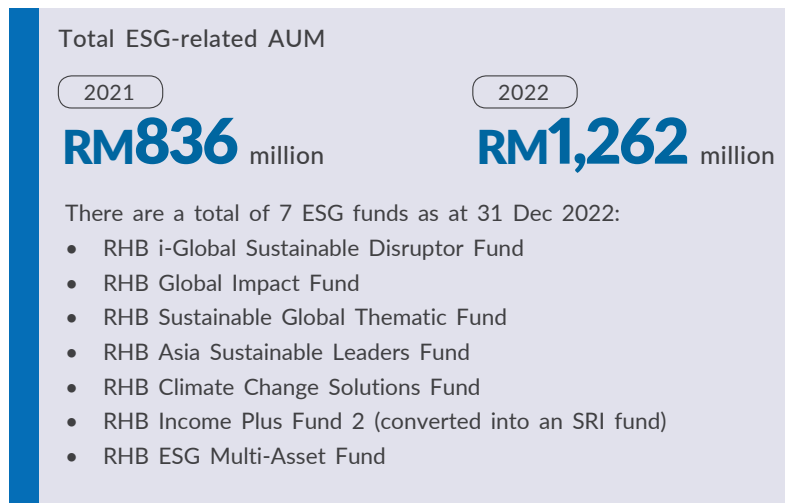 Total ESG-related AUM
2021
2022
RM836 million
RM1,262 million
There are a total of 7 ESG funds as at 31 Dec 2022:
• RHB i-Global Sustainable Disruptor Fund
• RHB Global Impact Fund
• RHB Sustainable Global Thematic Fund
• RHB Asia Sustainable Leaders Fund
• RHB Climate Change Solutions Fund
• RHB Income Plus Fund 2 (converted into an SRI fund)
• RHB ESG Multi-Asset Fund